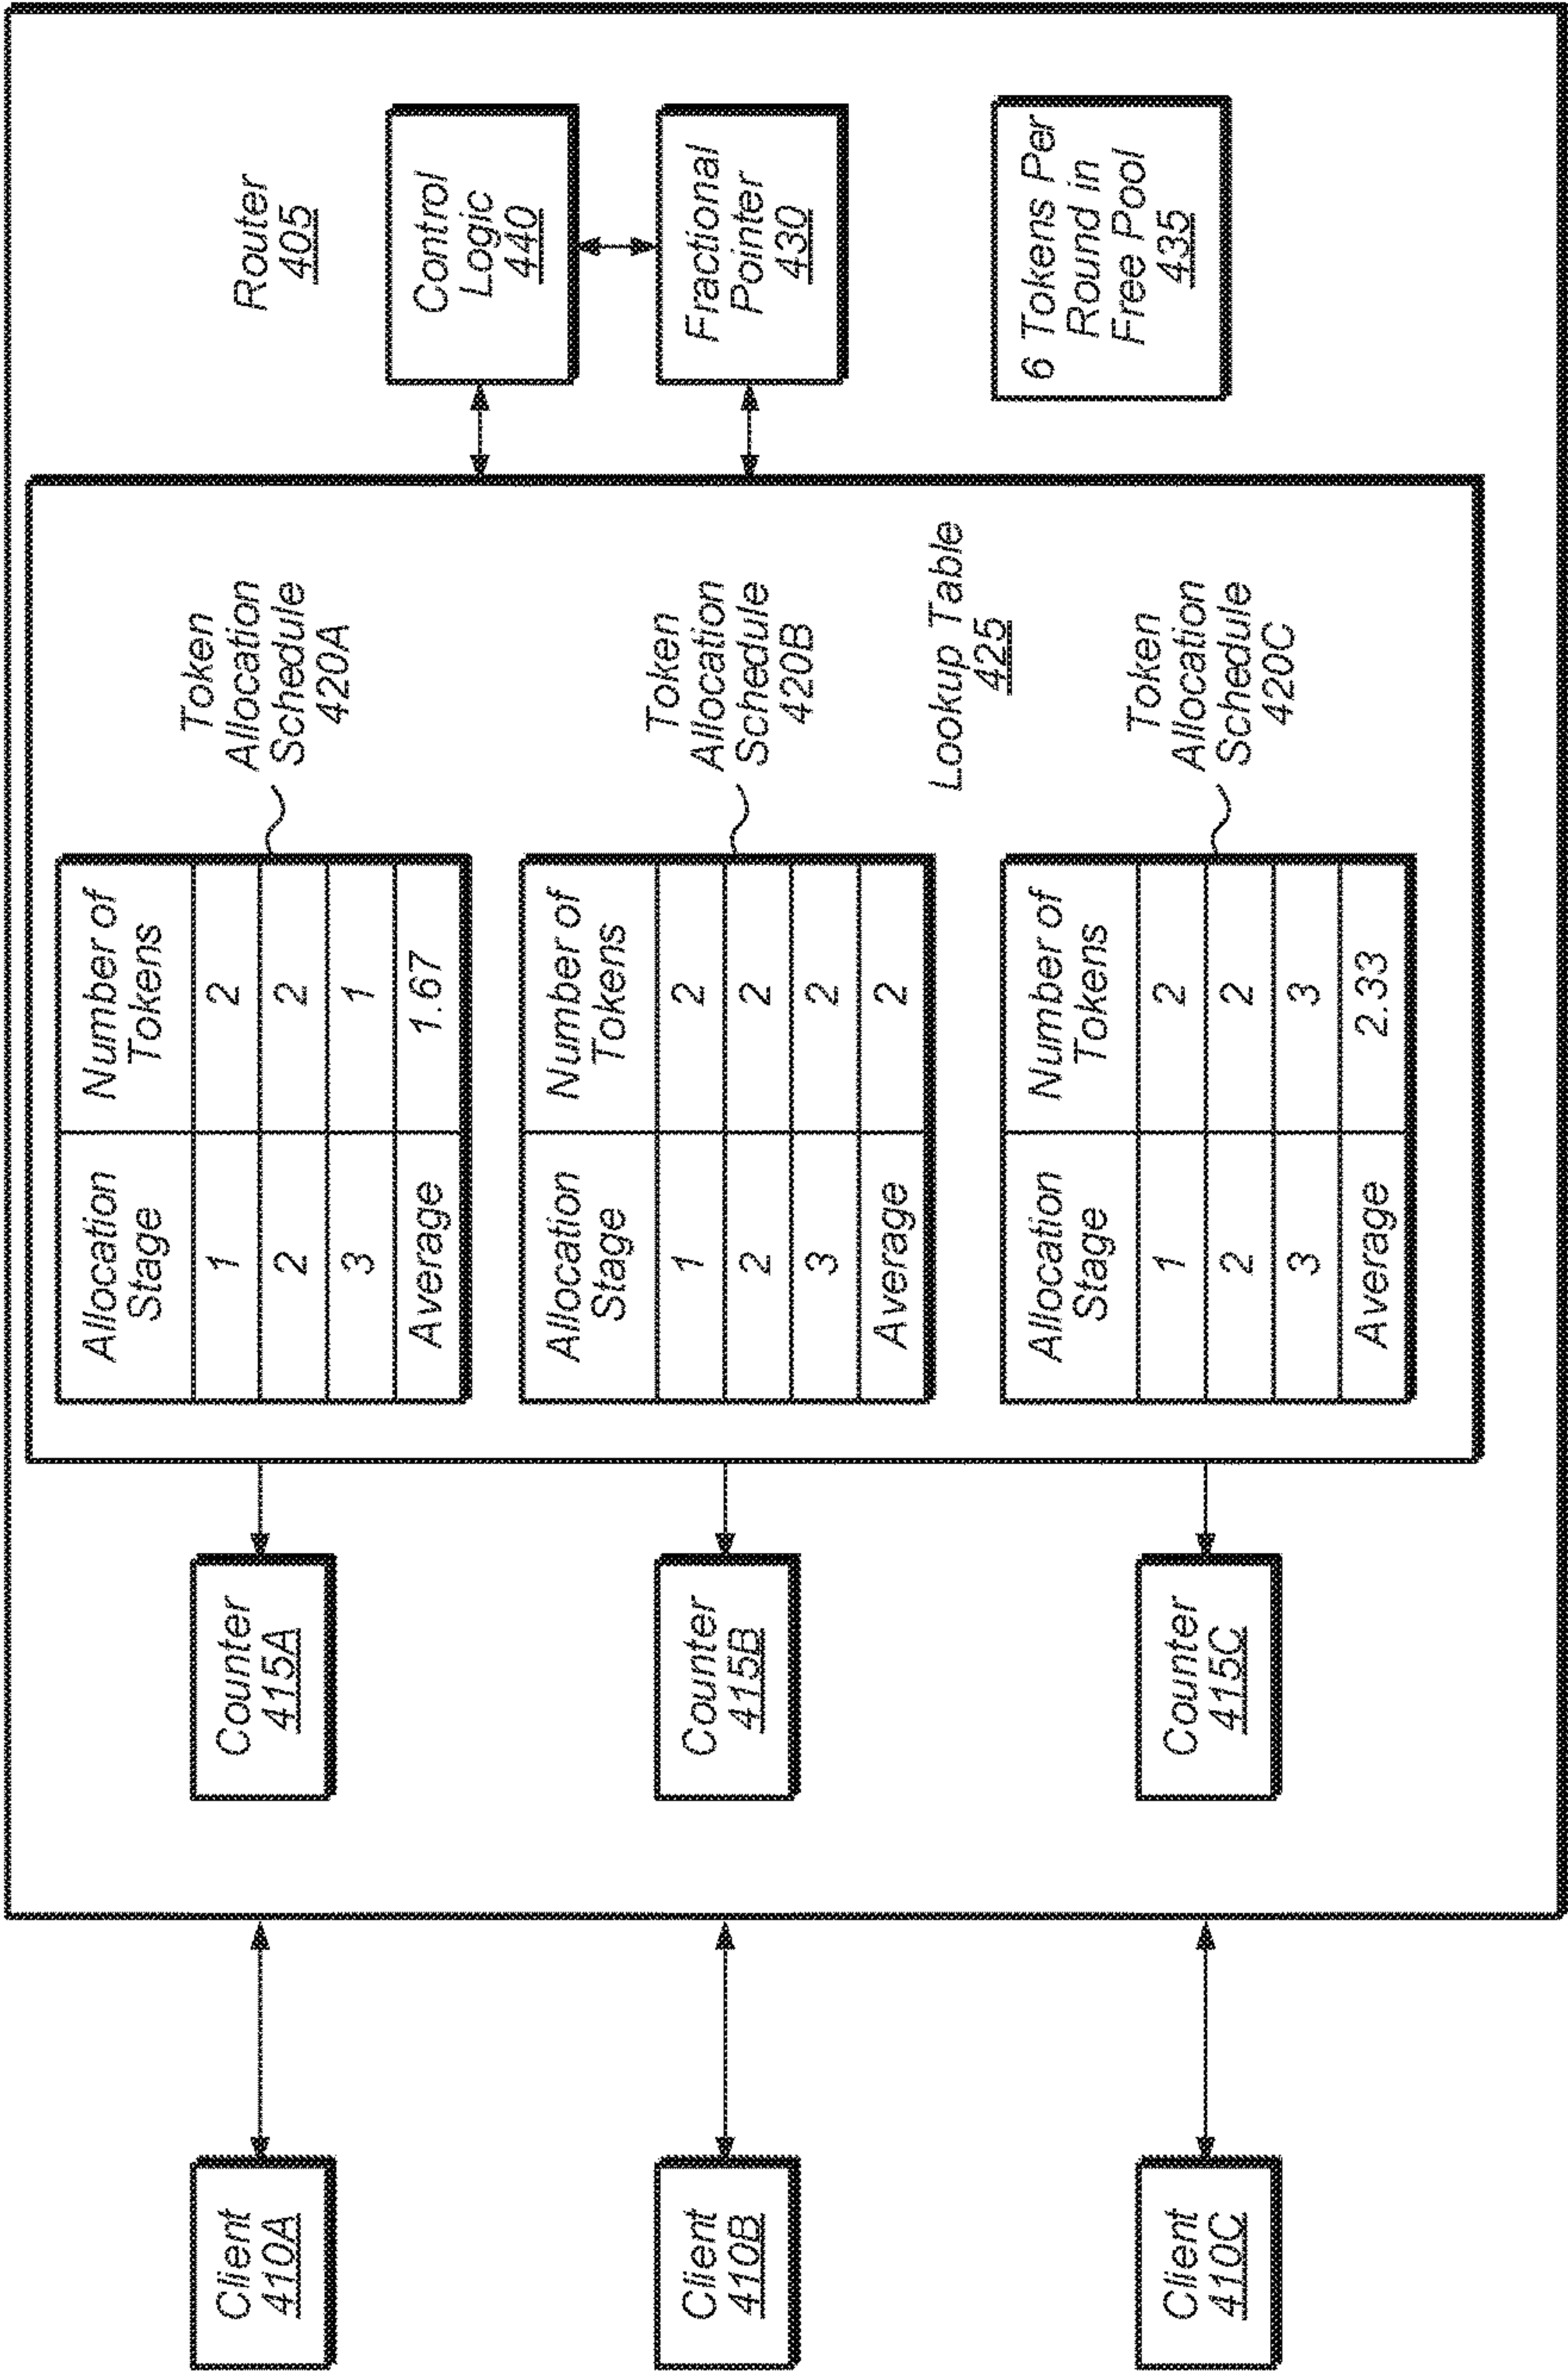 Router
405
Control
Logic
440
Fractional
Pointer
430
6 Tokens Per
Round in
Free Pool
435
Client
410A
Counter
415A
Allocation
Stage
Number of
Tokens
1
2
2
2
3
1
Average
1.67
Token
Allocation
Schedule
420A
Client
410B
Counter
415B
Allocation
Stage
Number of
Tokens
1
2
2
2
3
2
Average
2
Token
Allocation
Schedule
420B
Lookup Table
425
Client
410C
Counter
415C
Allocation
Stage
Number of
Tokens
1
2
2
2
3
3
Average
2.33
Token
Allocation
Schedule
420C